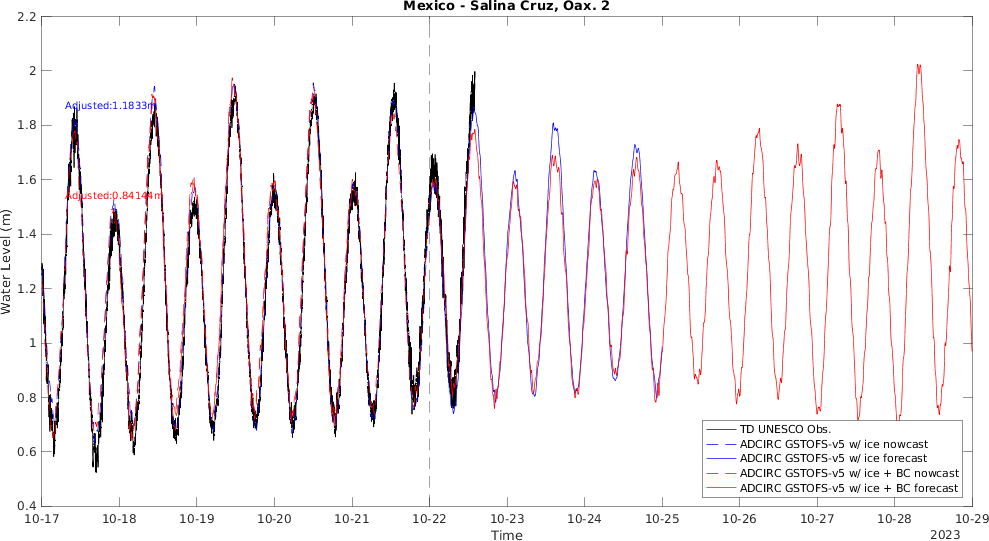 Mexico - Salina Cruz, Oax. 2
2.2
2
1.8
1.6
1.4
1.2
1
0.8
0.6
0.4
Water Level (m)
Adjusted:1.1833m
Adjusted:0.84144m
TD UNESCO Obs.
ADCIRC GSTOFS-v5 w/ ice nowcast
ADCIRC GSTOFS-v5 w/ ice forecast
ADCIRC GSTOFS-v5 w/ ice + BC nowcast
ADCIRC GSTOFS-v5 w/ ice + BC forecast
10-17 10-18 10-19 10-20 10-21 10-22 10-23 10-24 10-25 10-26 10-27 10-28 10-29
Time
2023